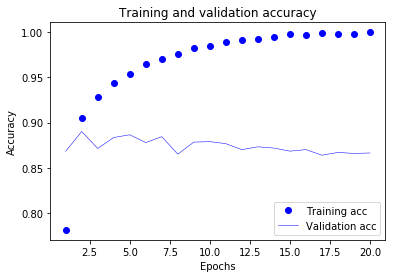 Training and validation accuracy
1.00
0.95
0.90
0.85
0.80
Accuracy
Training acc
Validation acc
2.5 5.0 7.5 10.0 12.5 15.0 17.5 20.0
Epochs